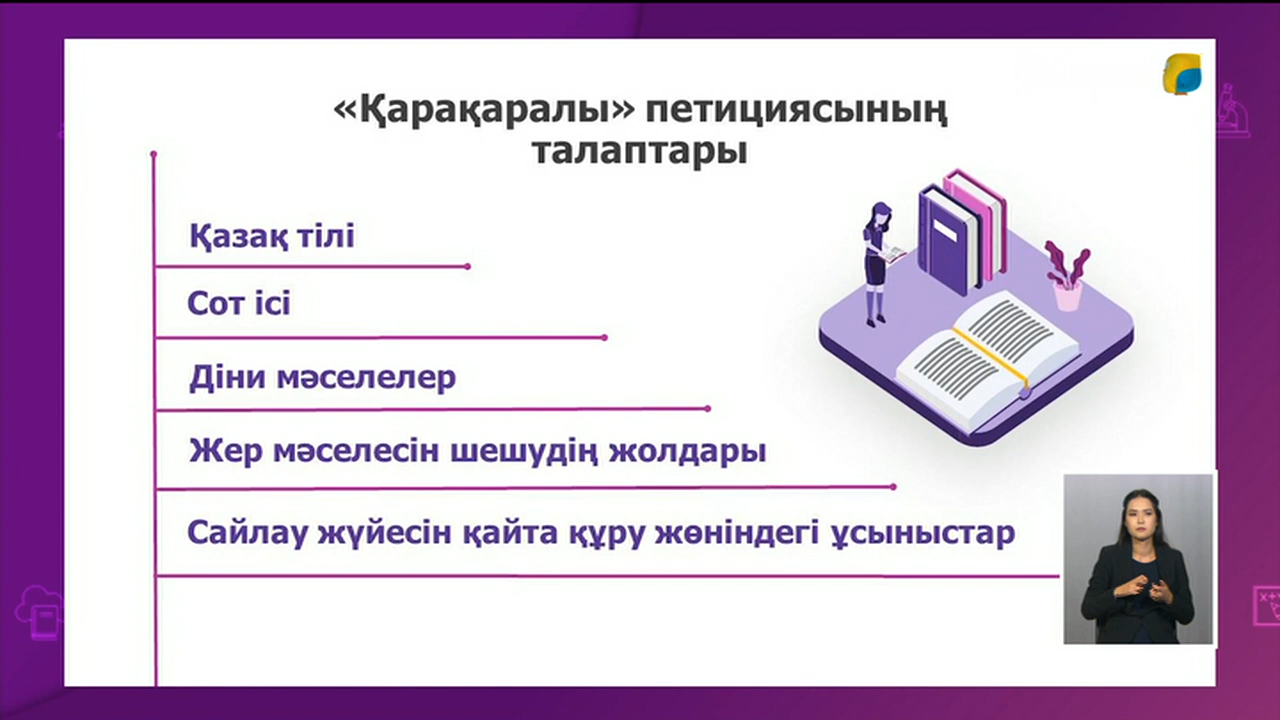 «Қарақаралы» петициясының
талаптары
Қазақ тілі
Сот ісі
Діни мәселелер
Жер мәселесін шешудің жолдары
Сайлау жүйесін қайта құру жөніндегі ұсыныстар